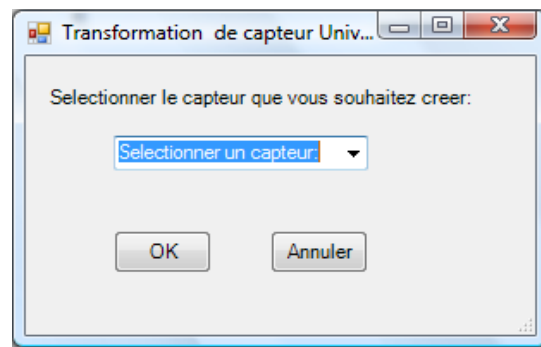 Transformation de capteur Univ...
Selectionner le capteur que vous souhaitez creer:
Selectionner un capteur:
OK
Annuler